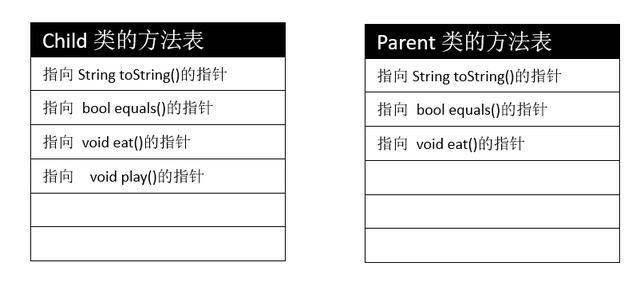 Child 类的方法表
指向 String toString()的指针
指向 bool equals()的指针
指向 void eat()的指针
指向 void play()的指针
Parent 类的方法表
指向 String toString()的指针
指向 bool equals()的指针
指向 void eat()的指针